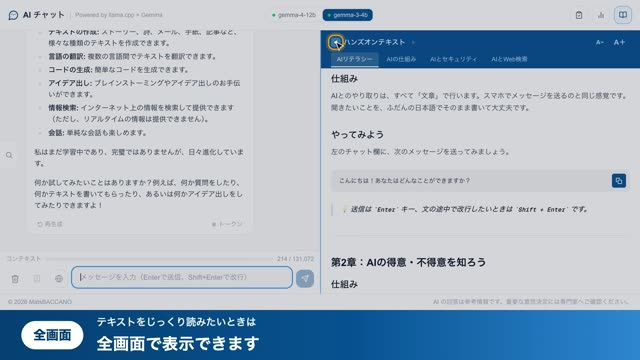 AI チャット
Powered by llama.cpp + Gemma
gemma-4-12b
gemma-3-4b
テキストの作成: ストーリー、詩、メール、手紙、記事など、
様々な種類のテキストを作成できます。
言語の翻訳: 複数の言語間でテキストを翻訳できます。
コードの生成: 簡単なコードを生成できます。
アイデア出し: ブレインストーミングやアイデア出しのお手伝
いができます。
情報検索: インターネット上の情報を検索して提供できます
（ただし、リアルタイムの情報は提供できません）。
会話: 単純な会話も楽しめます。
私はまだ学習中であり、完璧ではありませんが、日々進化していま
す。
何か試してみたいことはありますか？例えば、何か質問をしたり、
何かテキストを書いてもらったり、あるいは何かアイデア出しをし
てみたりできますよ！
再生成
トークン
コンテキスト
214 / 131,072
メッセージを入力（Enterで送信、Shift+Enterで改行）
ハンズオンテキスト
A−
A+
AIリテラシー
AIの仕組み
AIとセキュリティ
AIとWeb検索
仕組み
AIとのやり取りは、すべて「文章」で行います。スマホでメッセージを送るのと同じ感覚です。
聞きたいことを、ふだんの日本語でそのまま書いて大丈夫です。
やってみよう
左のチャット欄に、次のメッセージを送ってみましょう。
こんにちは！あなたはどんなことができますか？
送信は `Enter` キー、文の途中で改行したいときは `Shift + Enter` です。
第2章：AIの得意・不得意を知ろう
仕組み
© 2026 MatsBACCANO
AI の回答は参考情報です。重要な意思決定には専門家へご確認ください。
全画面
テキストをじっくり読みたいときは
全画面で表示できます